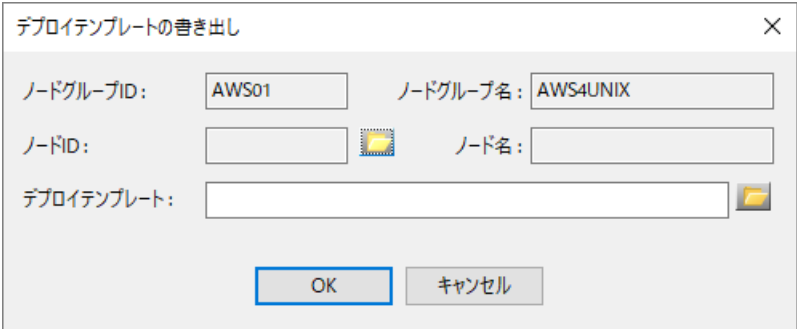 デプロイテンプレートの書き出し
ノードグループID : AWS01 ノードグループ名 : AWS4UNIX
ノードID : ノード名 :
デプロイテンプレート :
OK キャンセル